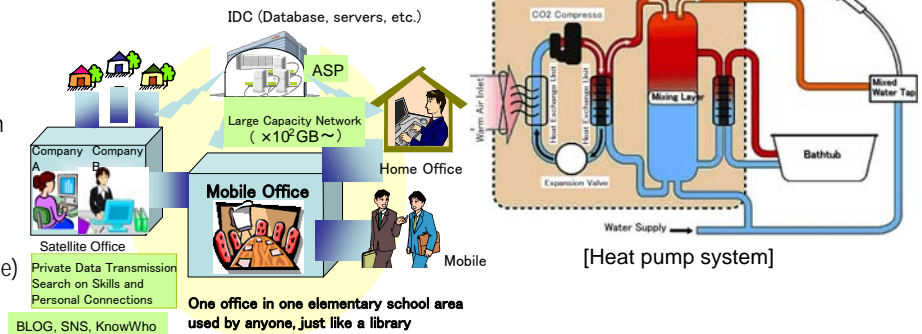 IDC (Database, servers, etc.)
ASP
Large Capacity Network
( ×10²GB~)
Company
A
Company
B
Home Office
Mobile Office
Satellite Office
Mobile
e)
Private Data Transmission
Search on Skills and
Personal Connections
One office in one elementary school area
used by anyone, just like a library
BLOG, SNS, KnowWho
CO2 Compresso
Warm Air Inlet
Heat Exchange Unit
Heat Exchange Unit
Mixing Layer
Mixed
Water Tap
Expansion Valve
Bathtub
Water Supply
[Heat pump system]